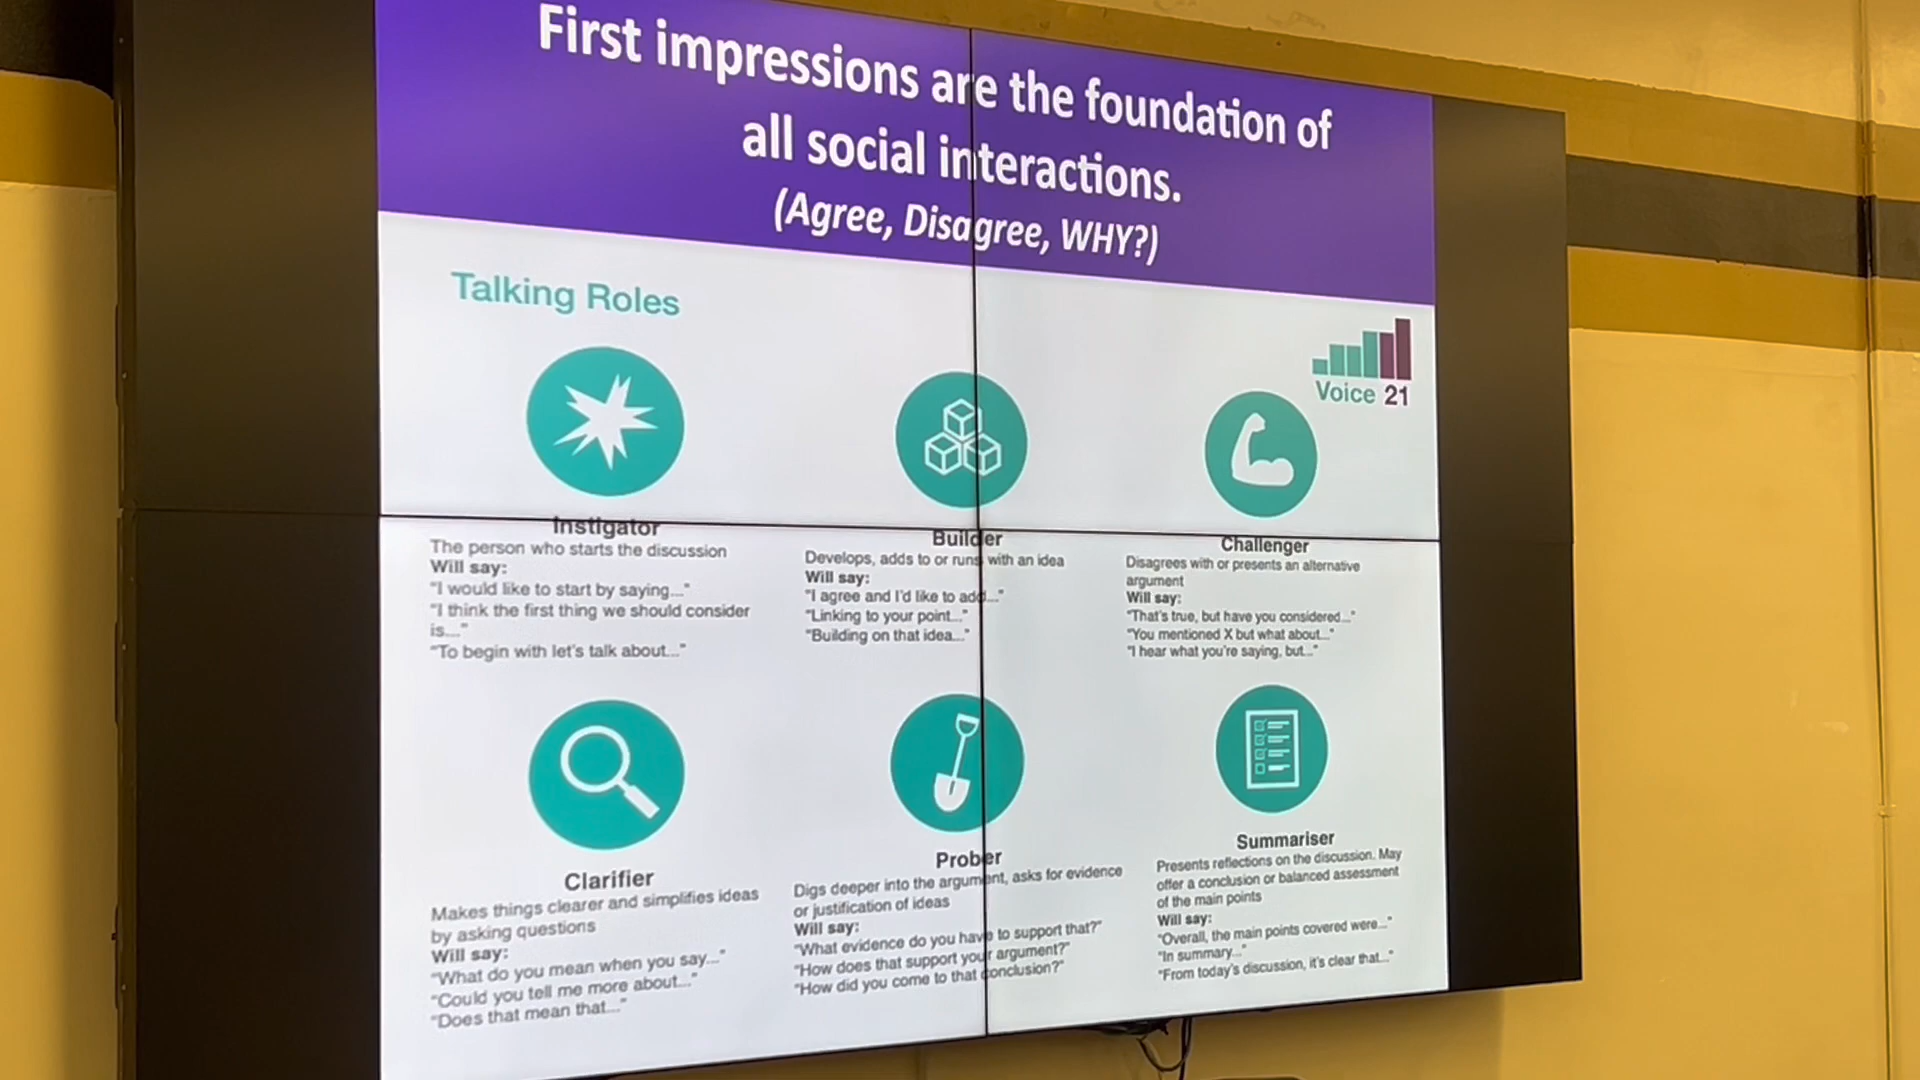 First impressions are the foundation of
all social interactions.
(Agree, Disagree, WHY?)
Talking Roles
Voice 21
Instigator
The person who starts the discussion
Will say:
"I would like to start by saying..."
"I think the first thing we should consider
is..."
"To begin with let's talk about..."
Builder
Develops, adds to or runs with an idea
Will say:
"I agree and I'd like to add..."
"Linking to your point..."
"Building on that idea..."
Challenger
Disagrees with or presents an alternative
argument
Will say:
"That's true, but have you considered..."
"You mentioned X but what about..."
"I hear what you're saying, but..."
Clarifier
Makes things clearer and simplifies ideas
by asking questions
Will say:
"What do you mean when you say..."
"Could you tell me more about..."
"Does that mean that..."
Prober
Digs deeper into the argument, asks for evidence
or justification of ideas
Will say:
"What evidence do you have to support that?"
"How does that support your argument?"
"How did you come to that conclusion?"
Summariser
Presents reflections on the discussion. May
offer a conclusion or balanced assessment
of the main points
Will say:
"Overall, the main points covered were..."
"In summary..."
"From today's discussion, it's clear that..."